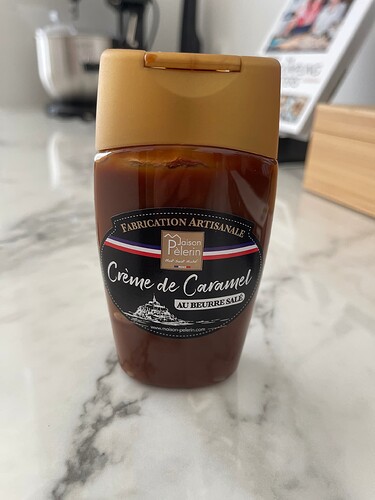 FABRICATION ARTISANALE
Maison
Pèlerin
Crème de Caramel
AU BEURRE SALÉ
www.maison-pelerin.com